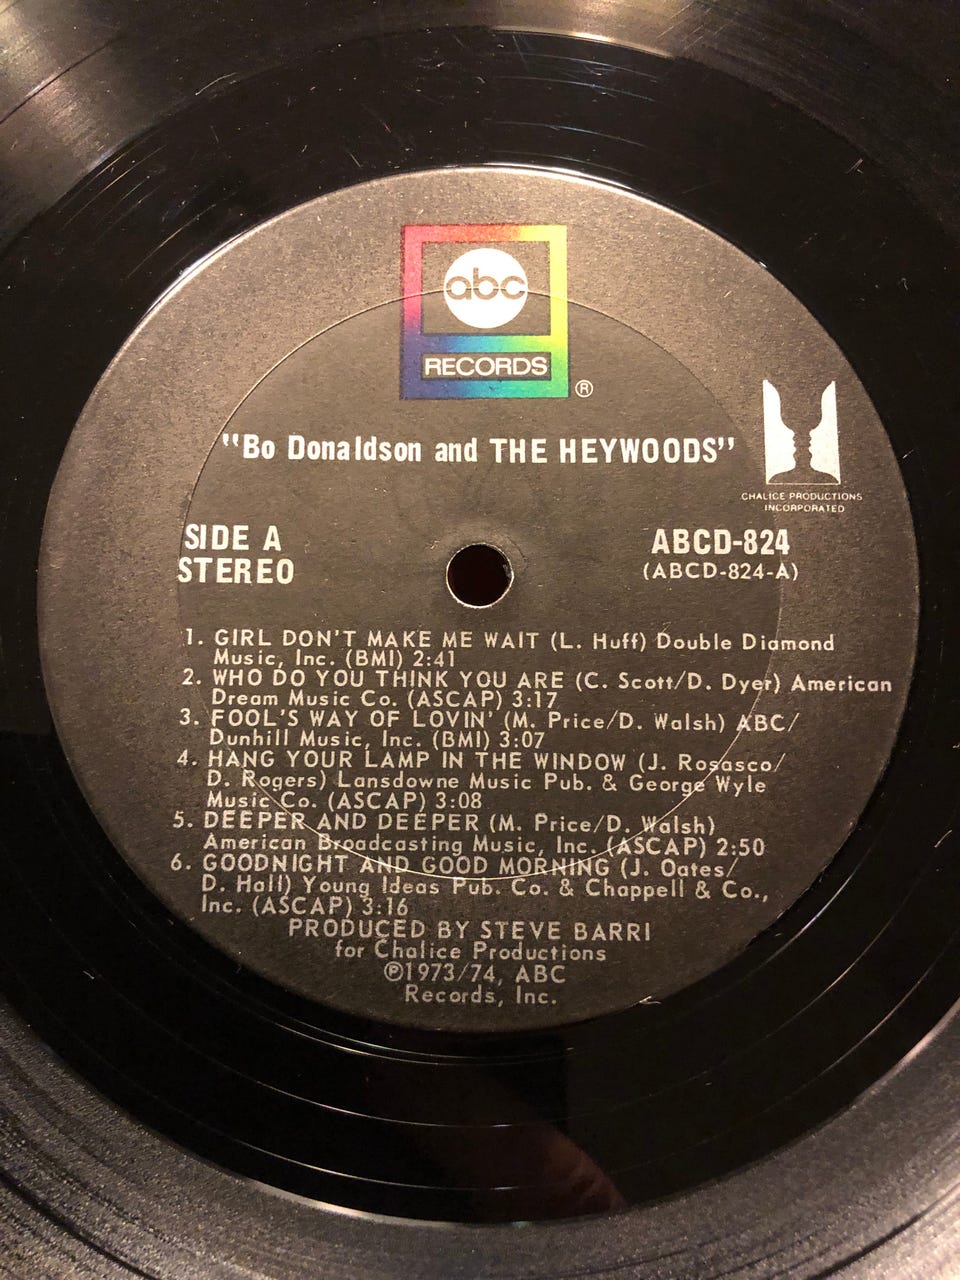 abc
RECORDS
®
"Bo Donaldson and THE HEYWOODS"
CHALICE PRODUCTIONS
INCORPORATED
SIDE A
STEREO
ABCD-824
(ABCD-824-A)
1. GIRL DON'T MAKE ME WAIT (L. Huff) Double Diamond
Music, Inc. (BMI) 2:41
2. WHO DO YOU THINK YOU ARE (C. Scott/D. Dyer) American
Dream Music Co. (ASCAP) 3:17
3. FOOL'S WAY OF LOVIN' (M. Price/D. Walsh) ABC/
Dunhill Music, Inc. (BMI) 3:07
4. HANG YOUR LAMP IN THE WINDOW (J. Rosasco/
D. Rogers) Lansdowne Music Pub. & George Wyle
Music Co. (ASCAP) 3:08
5. DEEPER AND DEEPER (M. Price/D. Walsh)
American Broadcasting Music, Inc. (ASCAP) 2:50
6. GOODNIGHT AND GOOD MORNING (J. Oates/
D. Hall) Young Ideas Pub. Co. & Chappell & Co.,
Inc. (ASCAP) 3:16
PRODUCED BY STEVE BARRI
for Chalice Productions
℗1973/74, ABC
Records, Inc.